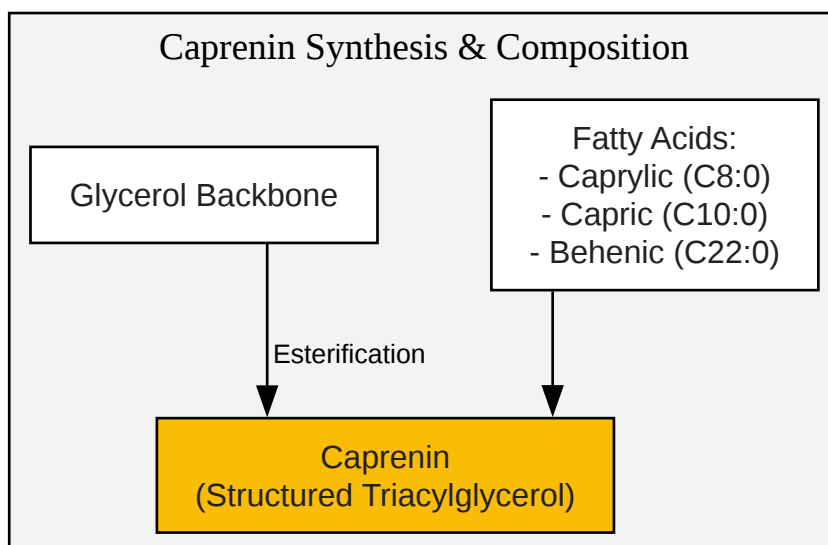 Caprenin Synthesis & Composition
Glycerol Backbone
Fatty Acids:
- Caprylic (C8:0)
- Capric (C10:0)
- Behenic (C22:0)
Esterification
Caprenin
(Structured Triacylglycerol)